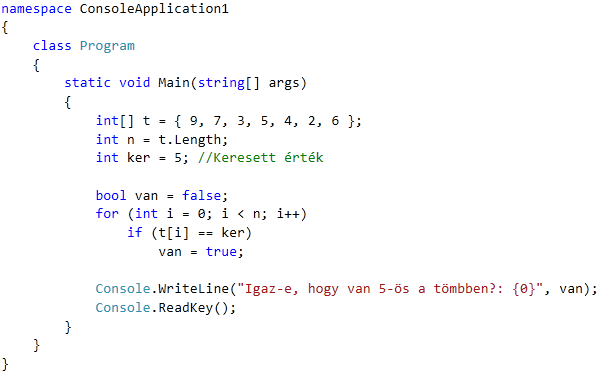 namespace ConsoleApplication1
{
class Program
{
static void Main(string[] args)
{
int[] t = { 9, 7, 3, 5, 4, 2, 6 };
int n = t.Length;
int ker = 5; //Keresett érték
bool van = false;
for (int i = 0; i < n; i++)
if (t[i] == ker)
van = true;
Console.WriteLine("Igaz-e, hogy van 5-ös a tömbben?: {0}", van);
Console.ReadKey();
}
}
}